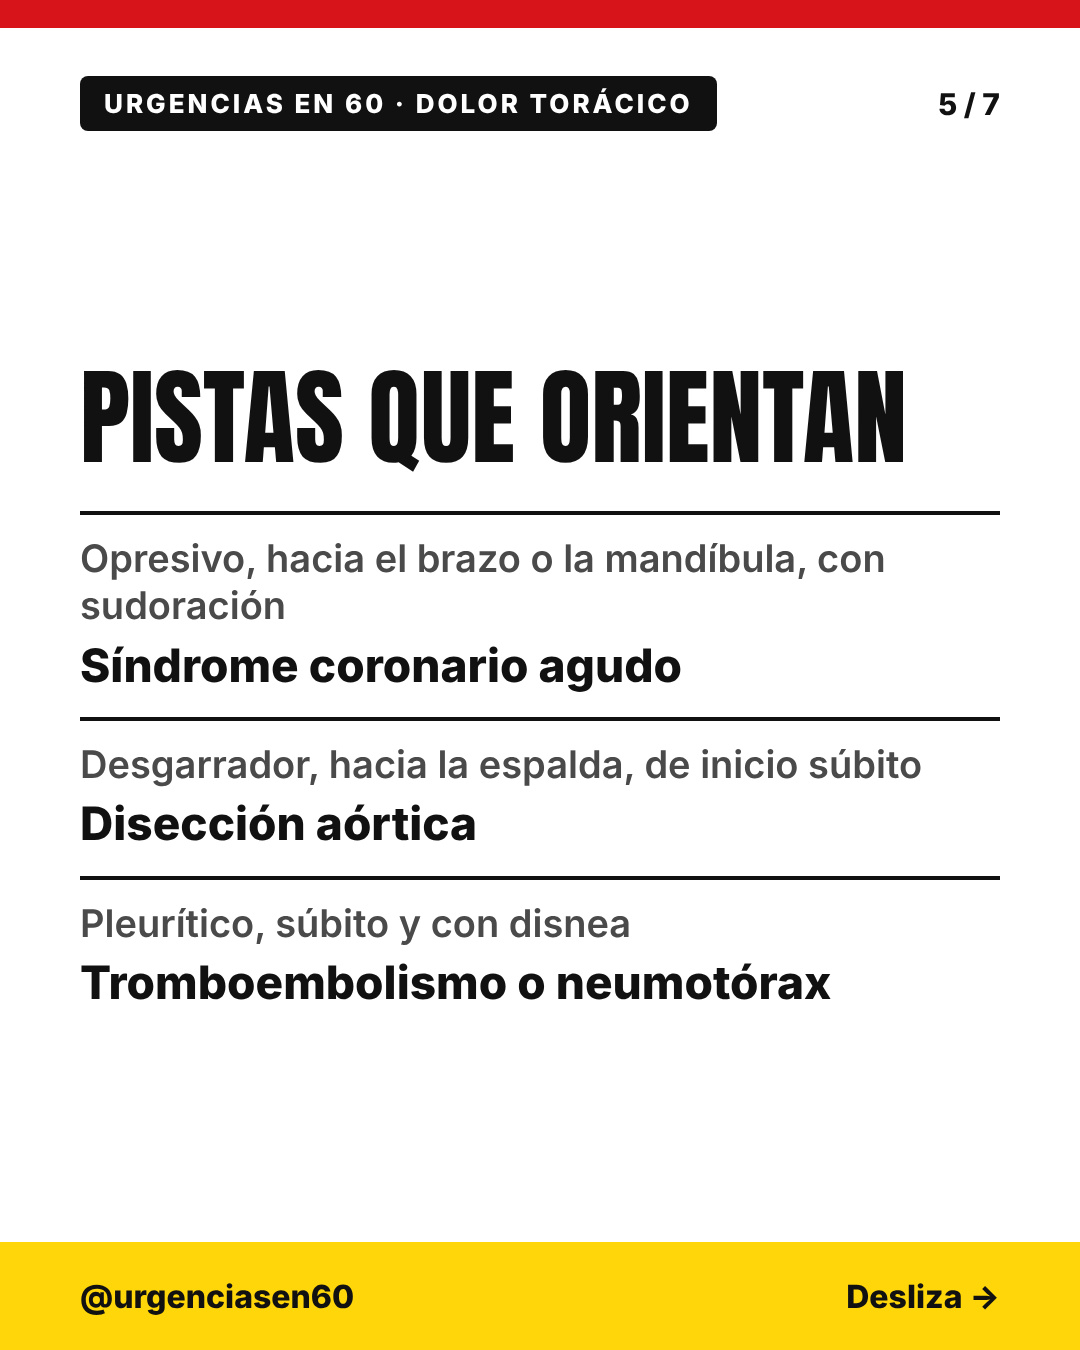 URGENCIAS EN 60 · DOLOR TORÁCICO
5 / 7
PISTAS QUE ORIENTAN
Opresivo, hacia el brazo o la mandíbula, con
sudoración
Síndrome coronario agudo
Desgarrador, hacia la espalda, de inicio súbito
Disección aórtica
Pleurítico, súbito y con disnea
Tromboembolismo o neumotórax
@urgenciasen60
Desliza →